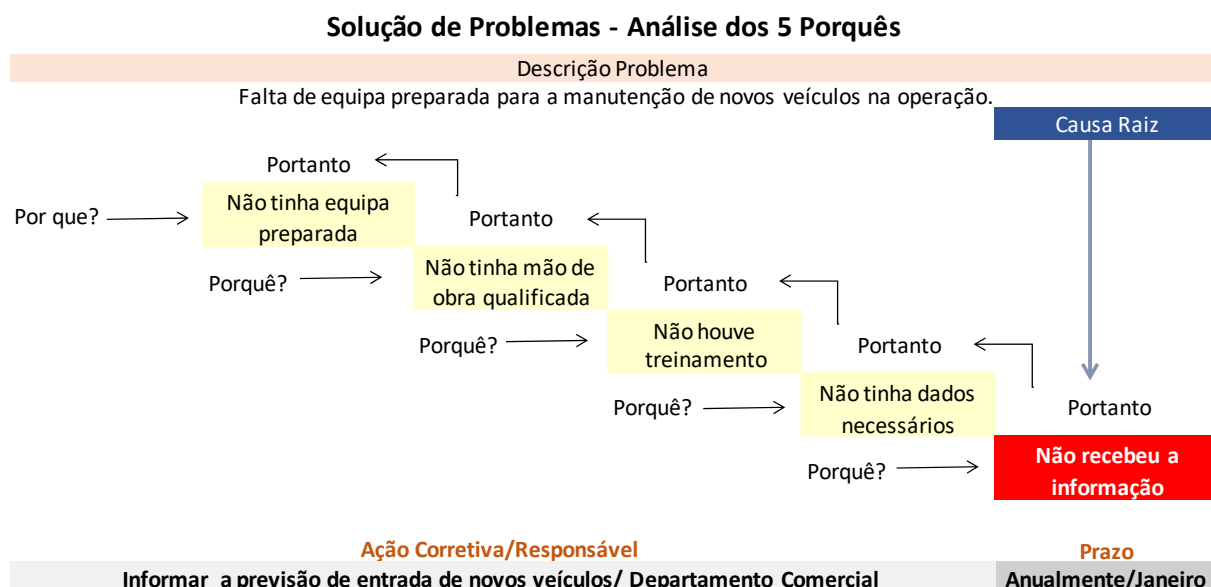 Solução de Problemas - Análise dos 5 Porquês
Descrição Problema
Falta de equipa preparada para a manutenção de novos veículos na operação.
Causa Raiz
Portanto
Por que?
Não tinha equipa
preparada
Portanto
Porquê?
Não tinha mão de
obra qualificada
Portanto
Porquê?
Não houve
treinamento
Portanto
Porquê?
Não tinha dados
necessários
Portanto
Porquê?
Não recebeu a
informação
Ação Corretiva/Responsável
Prazo
Informar a previsão de entrada de novos veículos/ Departamento Comercial
Anualmente/Janeiro